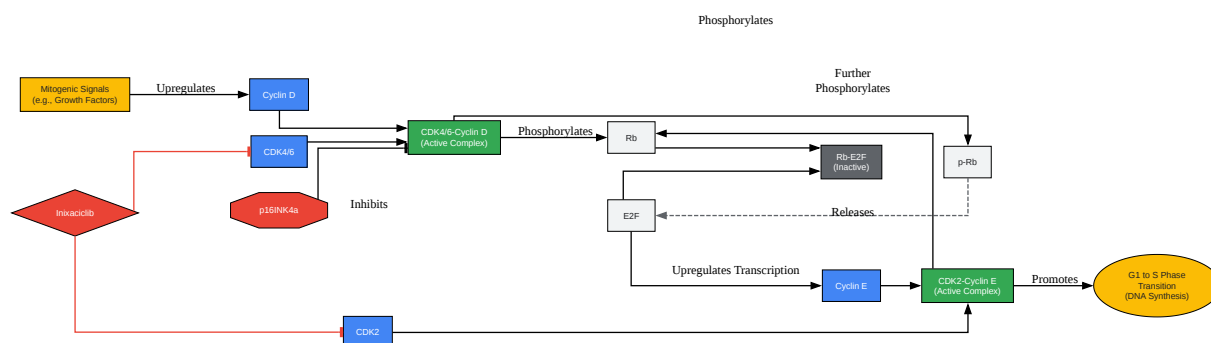 Phosphorylates
Further
Phosphorylates
Mitogenic Signals
(e.g., Growth Factors)
Upregulates
Cyclin D
CDK4/6
CDK4/6-Cyclin D
(Active Complex)
Phosphorylates
Rb
Rb-E2F
(Inactive)
p-Rb
Inixaciclib
p16INK4a
Inhibits
E2F
Releases
Upregulates Transcription
Cyclin E
CDK2-Cyclin E
(Active Complex)
Promotes
G1 to S Phase
Transition
(DNA Synthesis)
CDK2